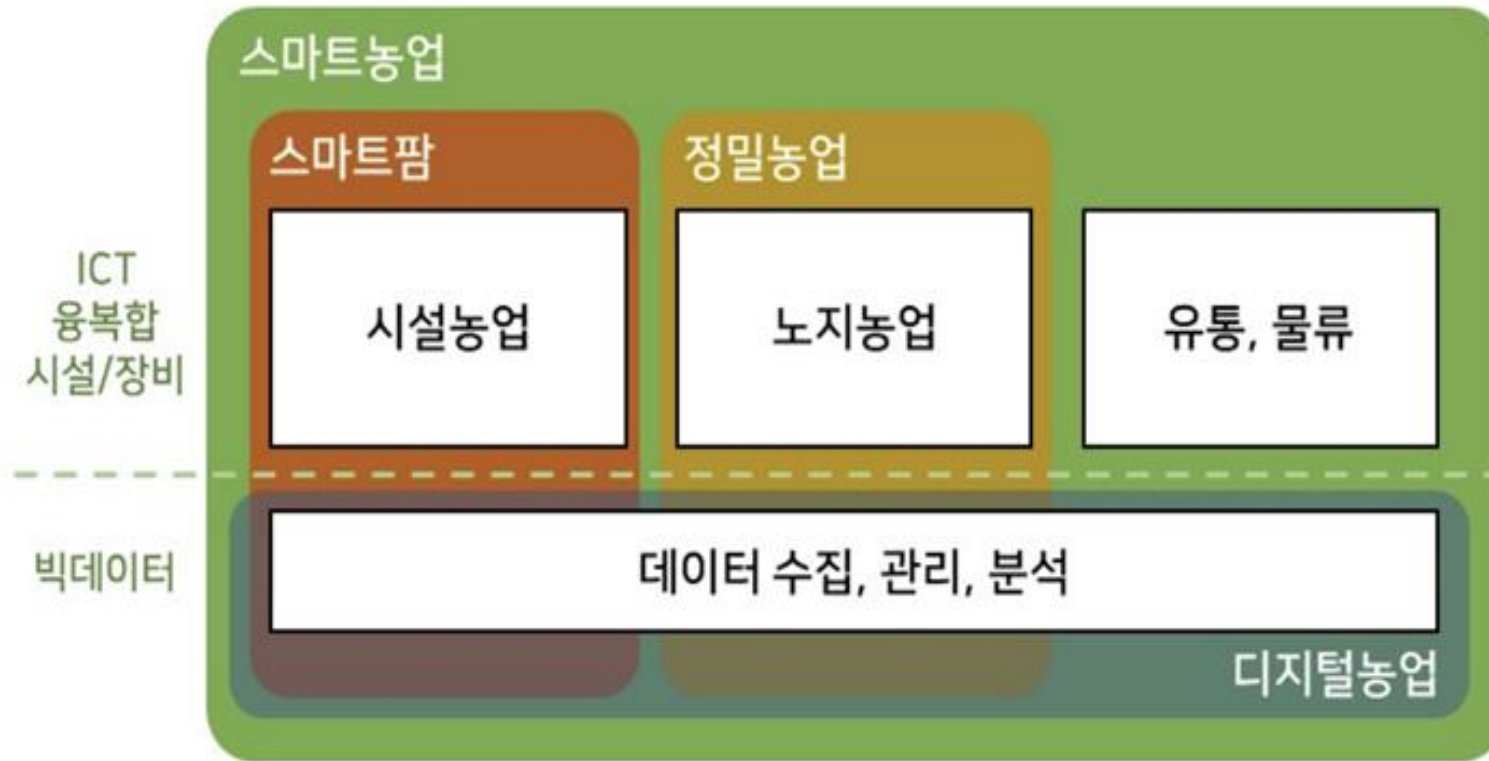 스마트농업
스마트팜
정밀농업
ICT
융복합
시설/장비
시설농업
노지농업
유통, 물류
빅데이터
데이터 수집, 관리, 분석
디지털농업